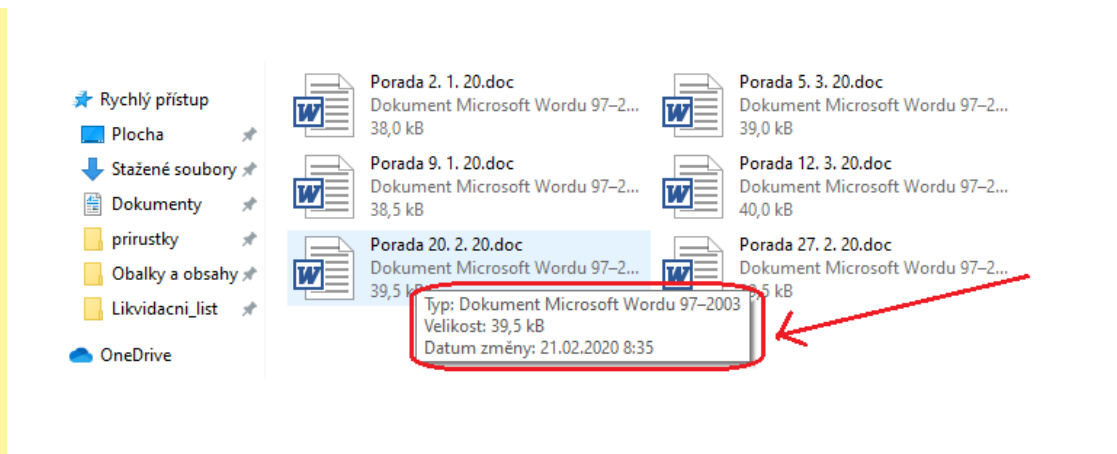 Rychlý přístup
Plocha
Stažené soubory
Dokumenty
prirustky
Obalky a obsahy
Likvidacni_list
OneDrive
Porada 2. 1. 20.doc
Dokument Microsoft Wordu 97–2...
38,0 kB
Porada 5. 3. 20.doc
Dokument Microsoft Wordu 97–2...
39,0 kB
Porada 9. 1. 20.doc
Dokument Microsoft Wordu 97–2...
38,5 kB
Porada 12. 3. 20.doc
Dokument Microsoft Wordu 97–2...
40,0 kB
Porada 20. 2. 20.doc
Dokument Microsoft Wordu 97–2...
39,5 k
Porada 27. 2. 20.doc
Dokument Microsoft Wordu 97–2...
kB
Typ: Dokument Microsoft Wordu 97–2003
Velikost: 39,5 kB
Datum změny: 21.02.2020 8:35